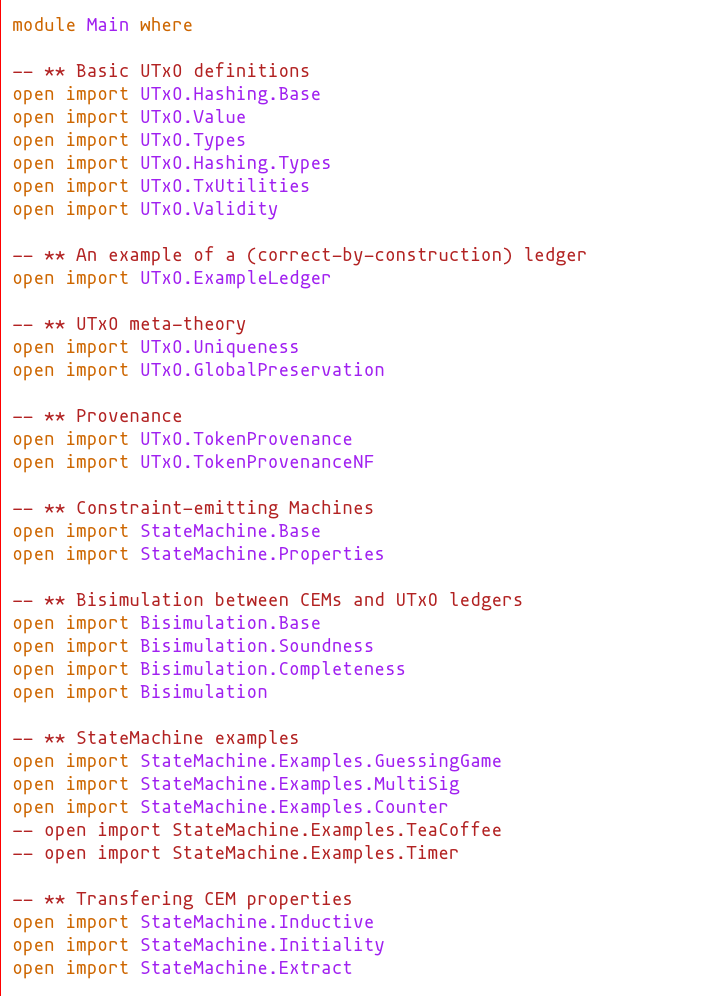 module Main where
-- ** Basic UTxO definitions
open import UTxO.Hashing.Base
open import UTxO.Value
open import UTxO.Types
open import UTxO.Hashing.Types
open import UTxO.TxUtilities
open import UTxO.Validity
-- ** An example of a (correct-by-construction) ledger
open import UTxO.ExampleLedger
-- ** UTxO meta-theory
open import UTxO.Uniqueness
open import UTxO.GlobalPreservation
-- ** Provenance
open import UTxO.TokenProvenance
open import UTxO.TokenProvenanceNF
-- ** Constraint-emitting Machines
open import StateMachine.Base
open import StateMachine.Properties
-- ** Bisimulation between CEMs and UTxO ledgers
open import Bisimulation.Base
open import Bisimulation.Soundness
open import Bisimulation.Completeness
open import Bisimulation
-- ** StateMachine examples
open import StateMachine.Examples.GuessingGame
open import StateMachine.Examples.MultiSig
open import StateMachine.Examples.Counter
-- open import StateMachine.Examples.TeaCoffee
-- open import StateMachine.Examples.Timer
-- ** Transfering CEM properties
open import StateMachine.Inductive
open import StateMachine.Initiality
open import StateMachine.Extract